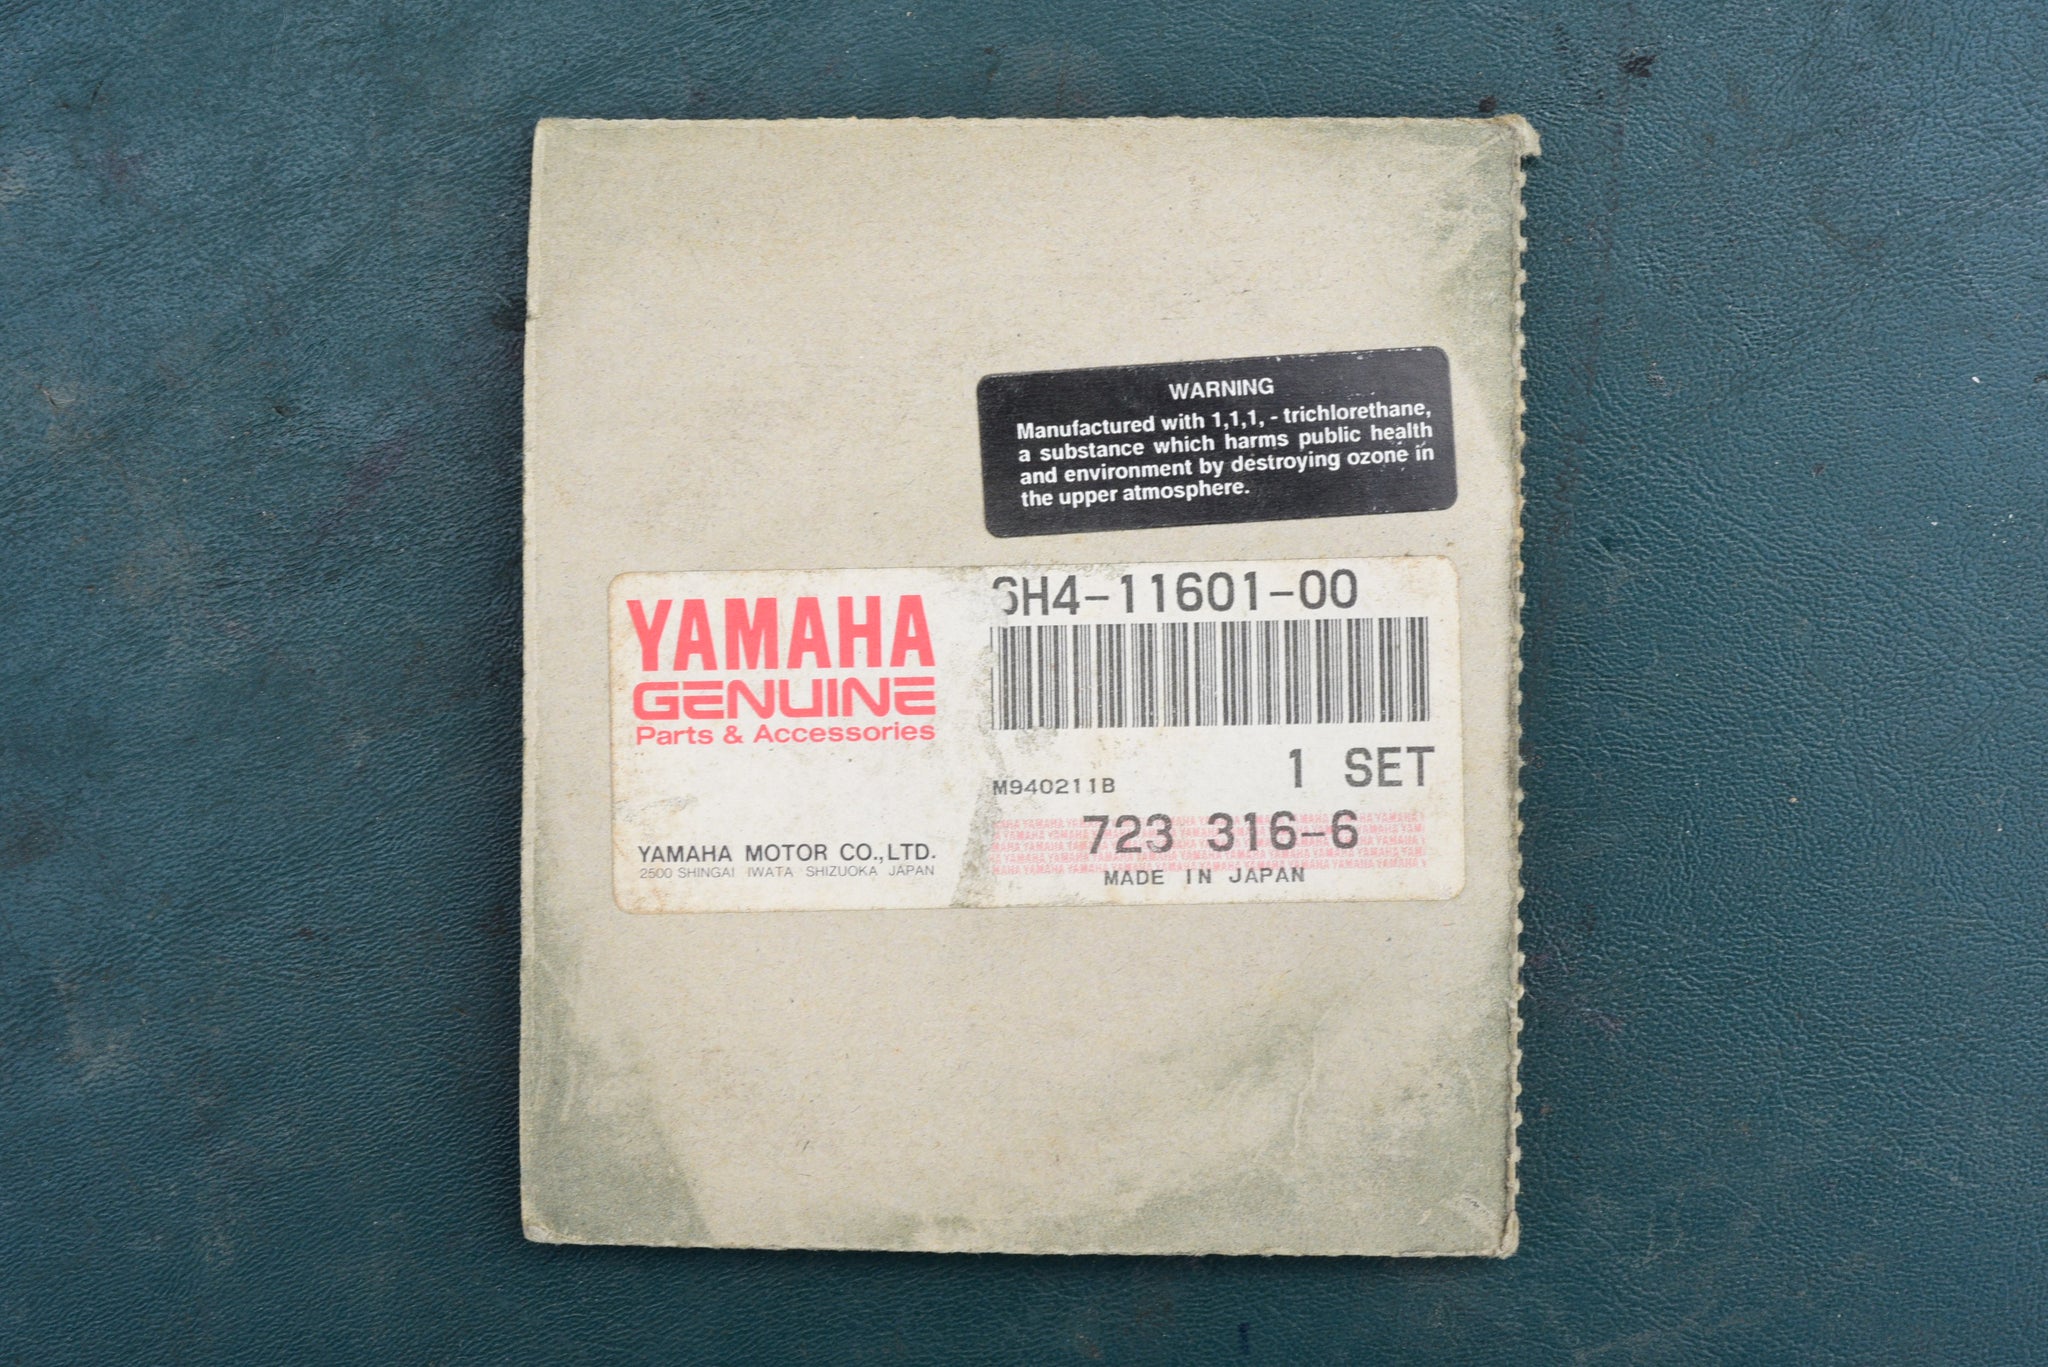 WARNING
Manufactured with 1,1,1, - trichlorethane,
a substance which harms public health
and environment by destroying ozone in
the upper atmosphere.
YAMAHA
GENUINE
Parts & Accessories
YAMAHA MOTOR CO.,LTD.
2500 SHINGAI IWATA SHIZUOKA JAPAN
6H4-11601-00
1 SET
M940211B
723 316-6
MADE IN JAPAN